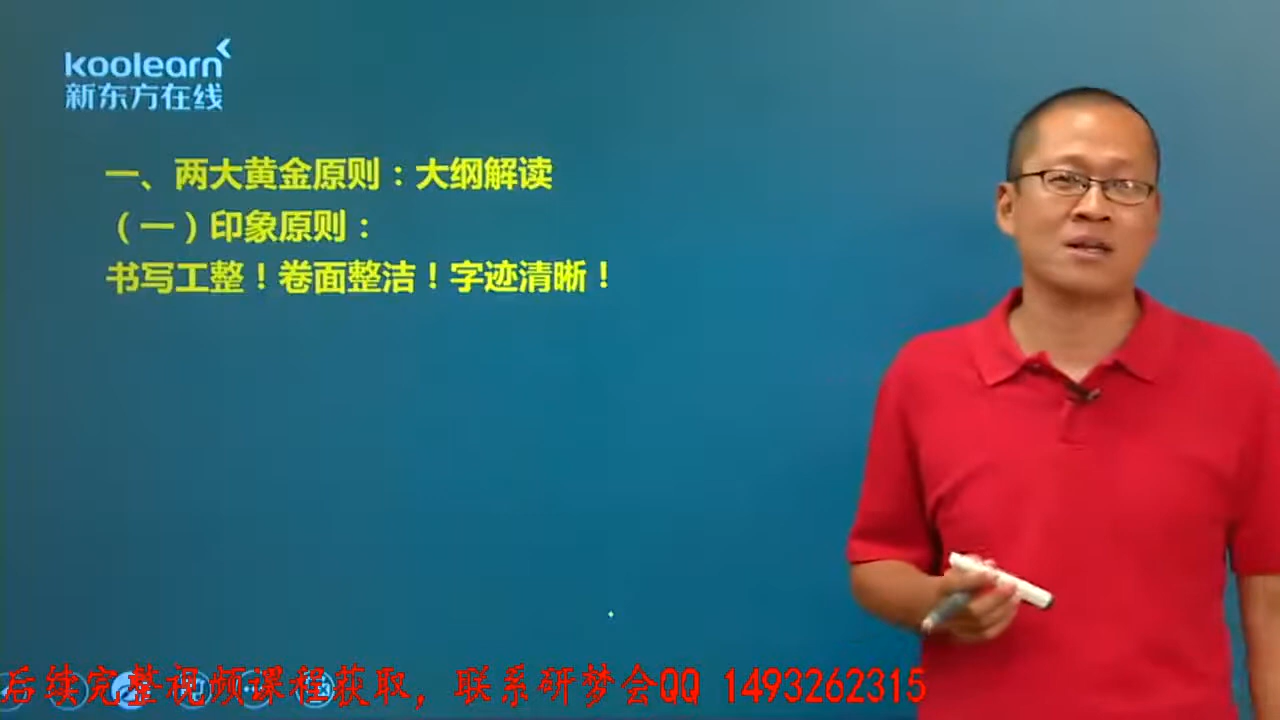 koolearn
新东方在线
一、两大黄金原则：大纲解读
（一）印象原则：
书写工整！卷面整洁！字迹清晰！
后续完整视频课程获取，联系研梦会QQ 1493262315